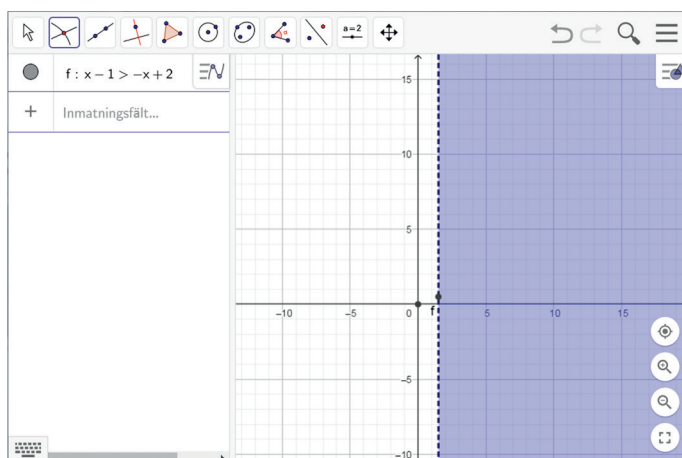 a=2
f : x − 1 > −x + 2
+ Inmatningsfält...
15
10
5
−10 −5 0 f 5 10 15
−5
−10